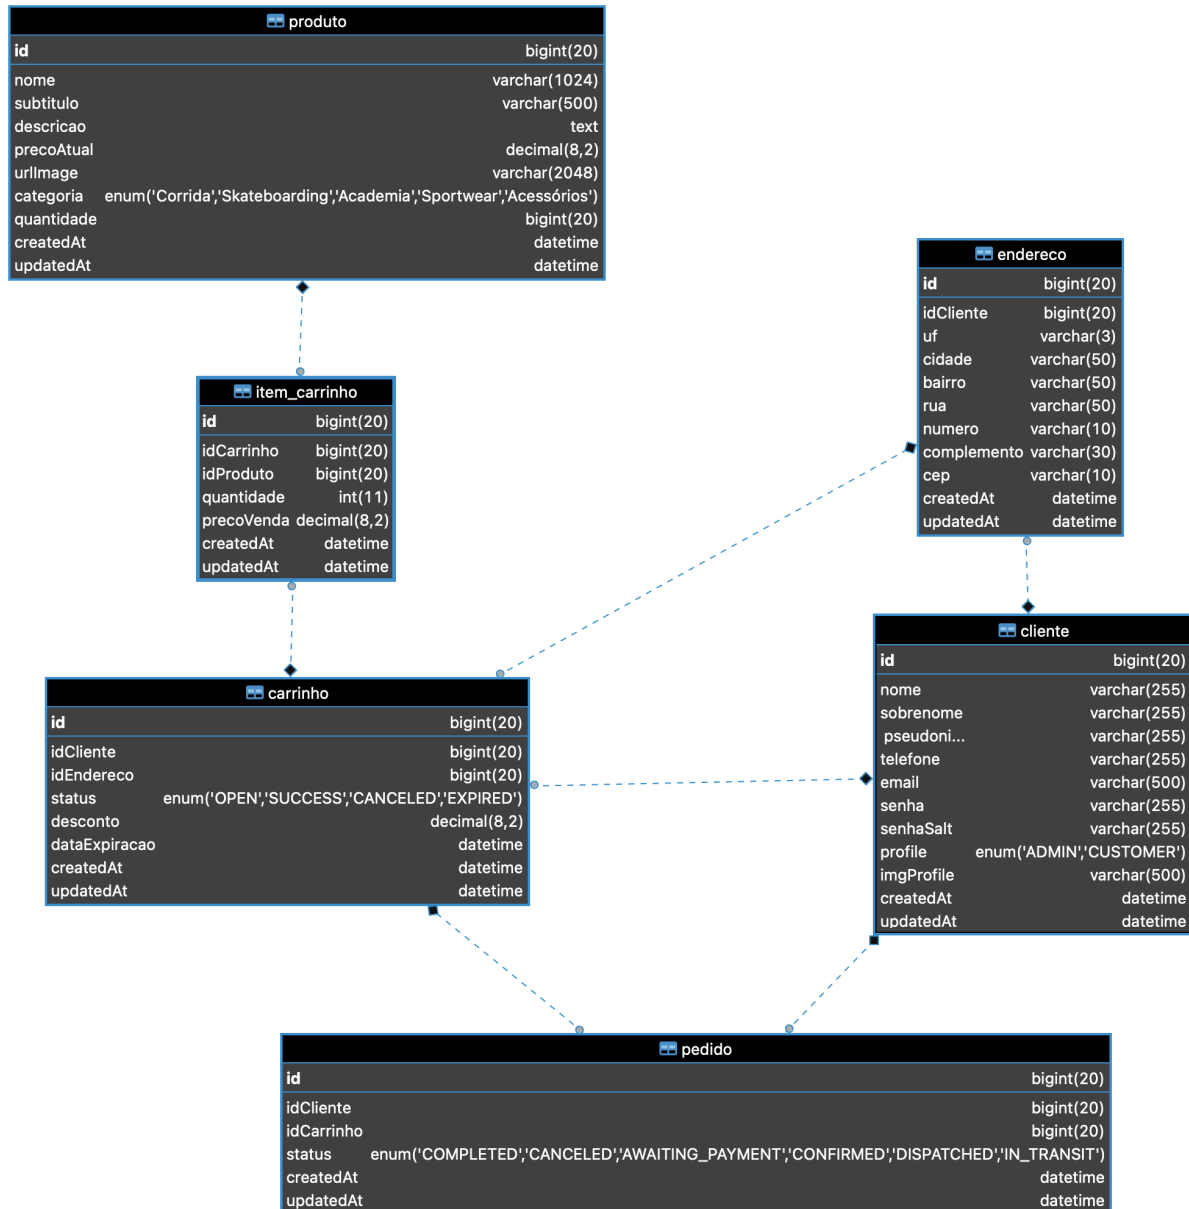 produto
id bigint(20)
nome varchar(1024)
subtitulo varchar(500)
descricao text
precoAtual decimal(8,2)
urlImage varchar(2048)
categoria enum('Corrida','Skateboarding','Academia','Sportwear','Acessórios')
quantidade bigint(20)
createdAt datetime
updatedAt datetime
endereco
id bigint(20)
idCliente bigint(20)
uf varchar(3)
cidade varchar(50)
bairro varchar(50)
rua varchar(50)
numero varchar(10)
complemento varchar(30)
cep varchar(10)
createdAt datetime
updatedAt datetime
item_carrinho
id bigint(20)
idCarrinho bigint(20)
idProduto bigint(20)
quantidade int(11)
precoVenda decimal(8,2)
createdAt datetime
updatedAt datetime
cliente
id bigint(20)
nome varchar(255)
sobrenome varchar(255)
pseudoni... varchar(255)
telefone varchar(255)
email varchar(500)
senha varchar(255)
senhaSalt varchar(255)
profile enum('ADMIN','CUSTOMER')
imgProfile varchar(500)
createdAt datetime
updatedAt datetime
carrinho
id bigint(20)
idCliente bigint(20)
idEndereco bigint(20)
status enum('OPEN','SUCCESS','CANCELED','EXPIRED')
desconto decimal(8,2)
dataExpiracao datetime
createdAt datetime
updatedAt datetime
pedido
id bigint(20)
idCliente bigint(20)
idCarrinho bigint(20)
status enum('COMPLETED','CANCELED','AWAITING_PAYMENT','CONFIRMED','DISPATCHED','IN_TRANSIT')
createdAt datetime
updatedAt datetime